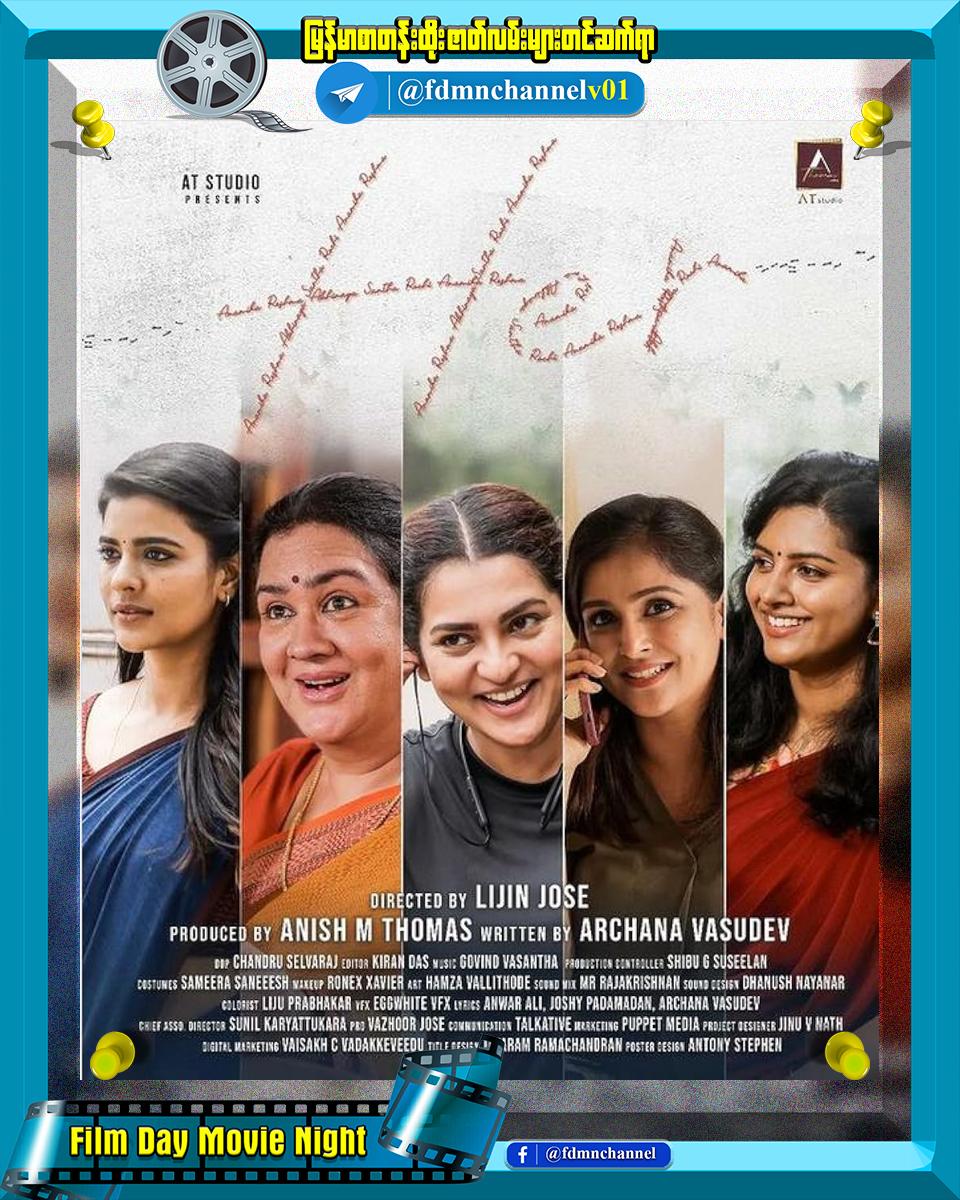 မြန်မာစာတန်းထိုးဇာတ်လမ်းများတင်ဆက်ရာ
@fdmnchannelv01
AT STUDIO
PRESENTS
A
Thomas
AT studio
Her
DIRECTED BY LIJIN JOSE
PRODUCED BY ANISH M THOMAS WRITTEN BY ARCHANA VASUDEV
DOP CHANDRU SELVARAJ EDITOR KIRAN DAS MUSIC GOVIND VASANTHA PRODUCTION CONTROLLER SHIBU G SUSEELAN
COSTUMES SAMEERA SANEEESH MAKEUP RONEX XAVIER ART HAMZA VALLITHODE SOUND MIX MR RAJAKRISHNAN SOUND DESIGN DHANUSH NAYANAR
COLORIST LIJU PRABHAKAR VFX EGGWHITE VFX LYRICS ANWAR ALI, JOSHY PADAMADAN, ARCHANA VASUDEV
CHIEF ASSO. DIRECTOR SUNIL KARYATTUKARA PRO VAZHOOR JOSE COMMUNICATION TALKATIVE MARKETING PUPPET MEDIA PROJECT DESIGNER JINU V NATH
DIGITAL MARKETING VAISAKH C VADAKKEVEEDU TITLE DESIGN RAMACHANDRAN POSTER DESIGN ANTONY STEPHEN
Film Day Movie Night
f @fdmnchannel